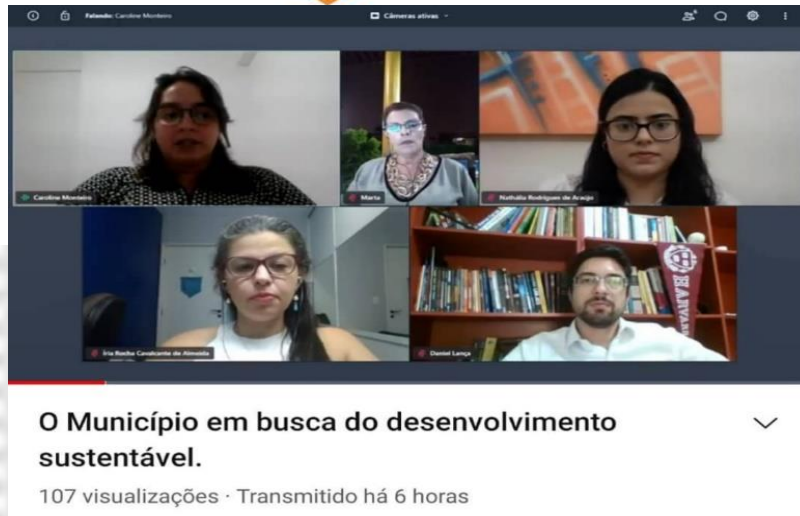 Falando: Caroline Monteiro
Câmeras ativas
Caroline Monteiro
Marta
Nathália Rodrigues de Araújo
HARVARD
Íria Rocha Cavalcante de Almeida
Daniel Lança
O Município em busca do desenvolvimento
sustentável.
107 visualizações · Transmitido há 6 horas